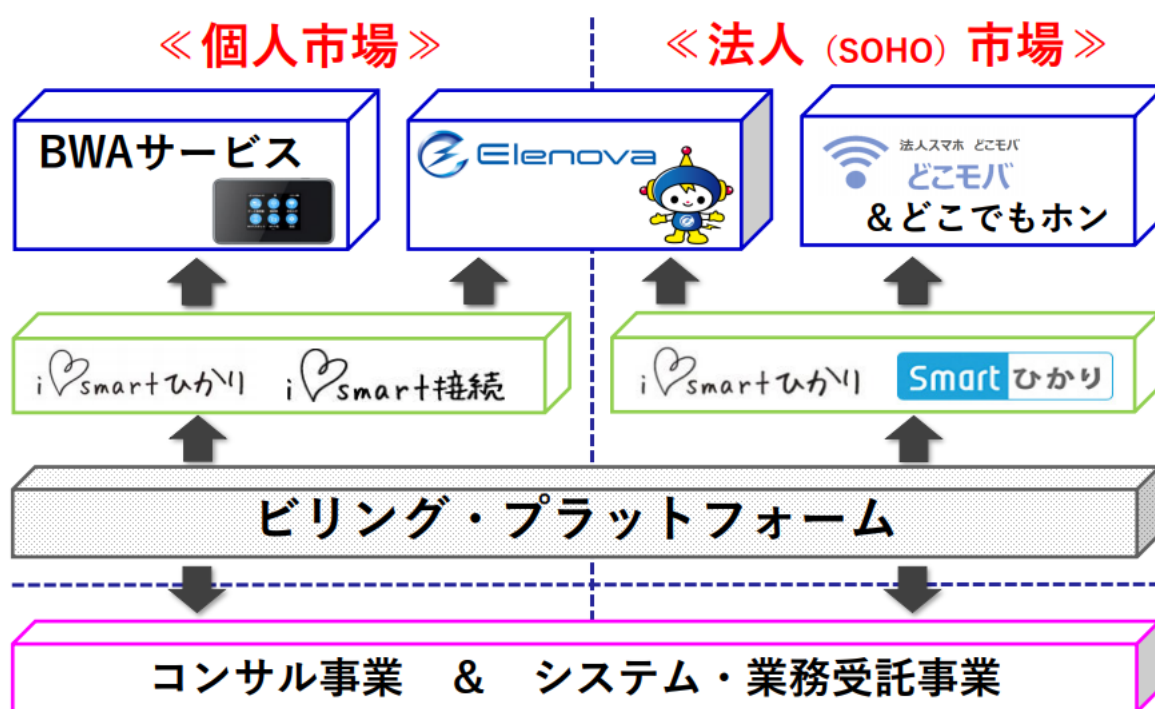 ≪個人市場≫
≪法人（SOHO）市場≫
BWAサービス
Elenova
法人スマホ どこモバ
どこモバ
＆どこでもホン
i♡smartひかり
i♡smart接続
i♡smartひかり
Smartひかり
ビリング・プラットフォーム
コンサル事業 ＆ システム・業務受託事業